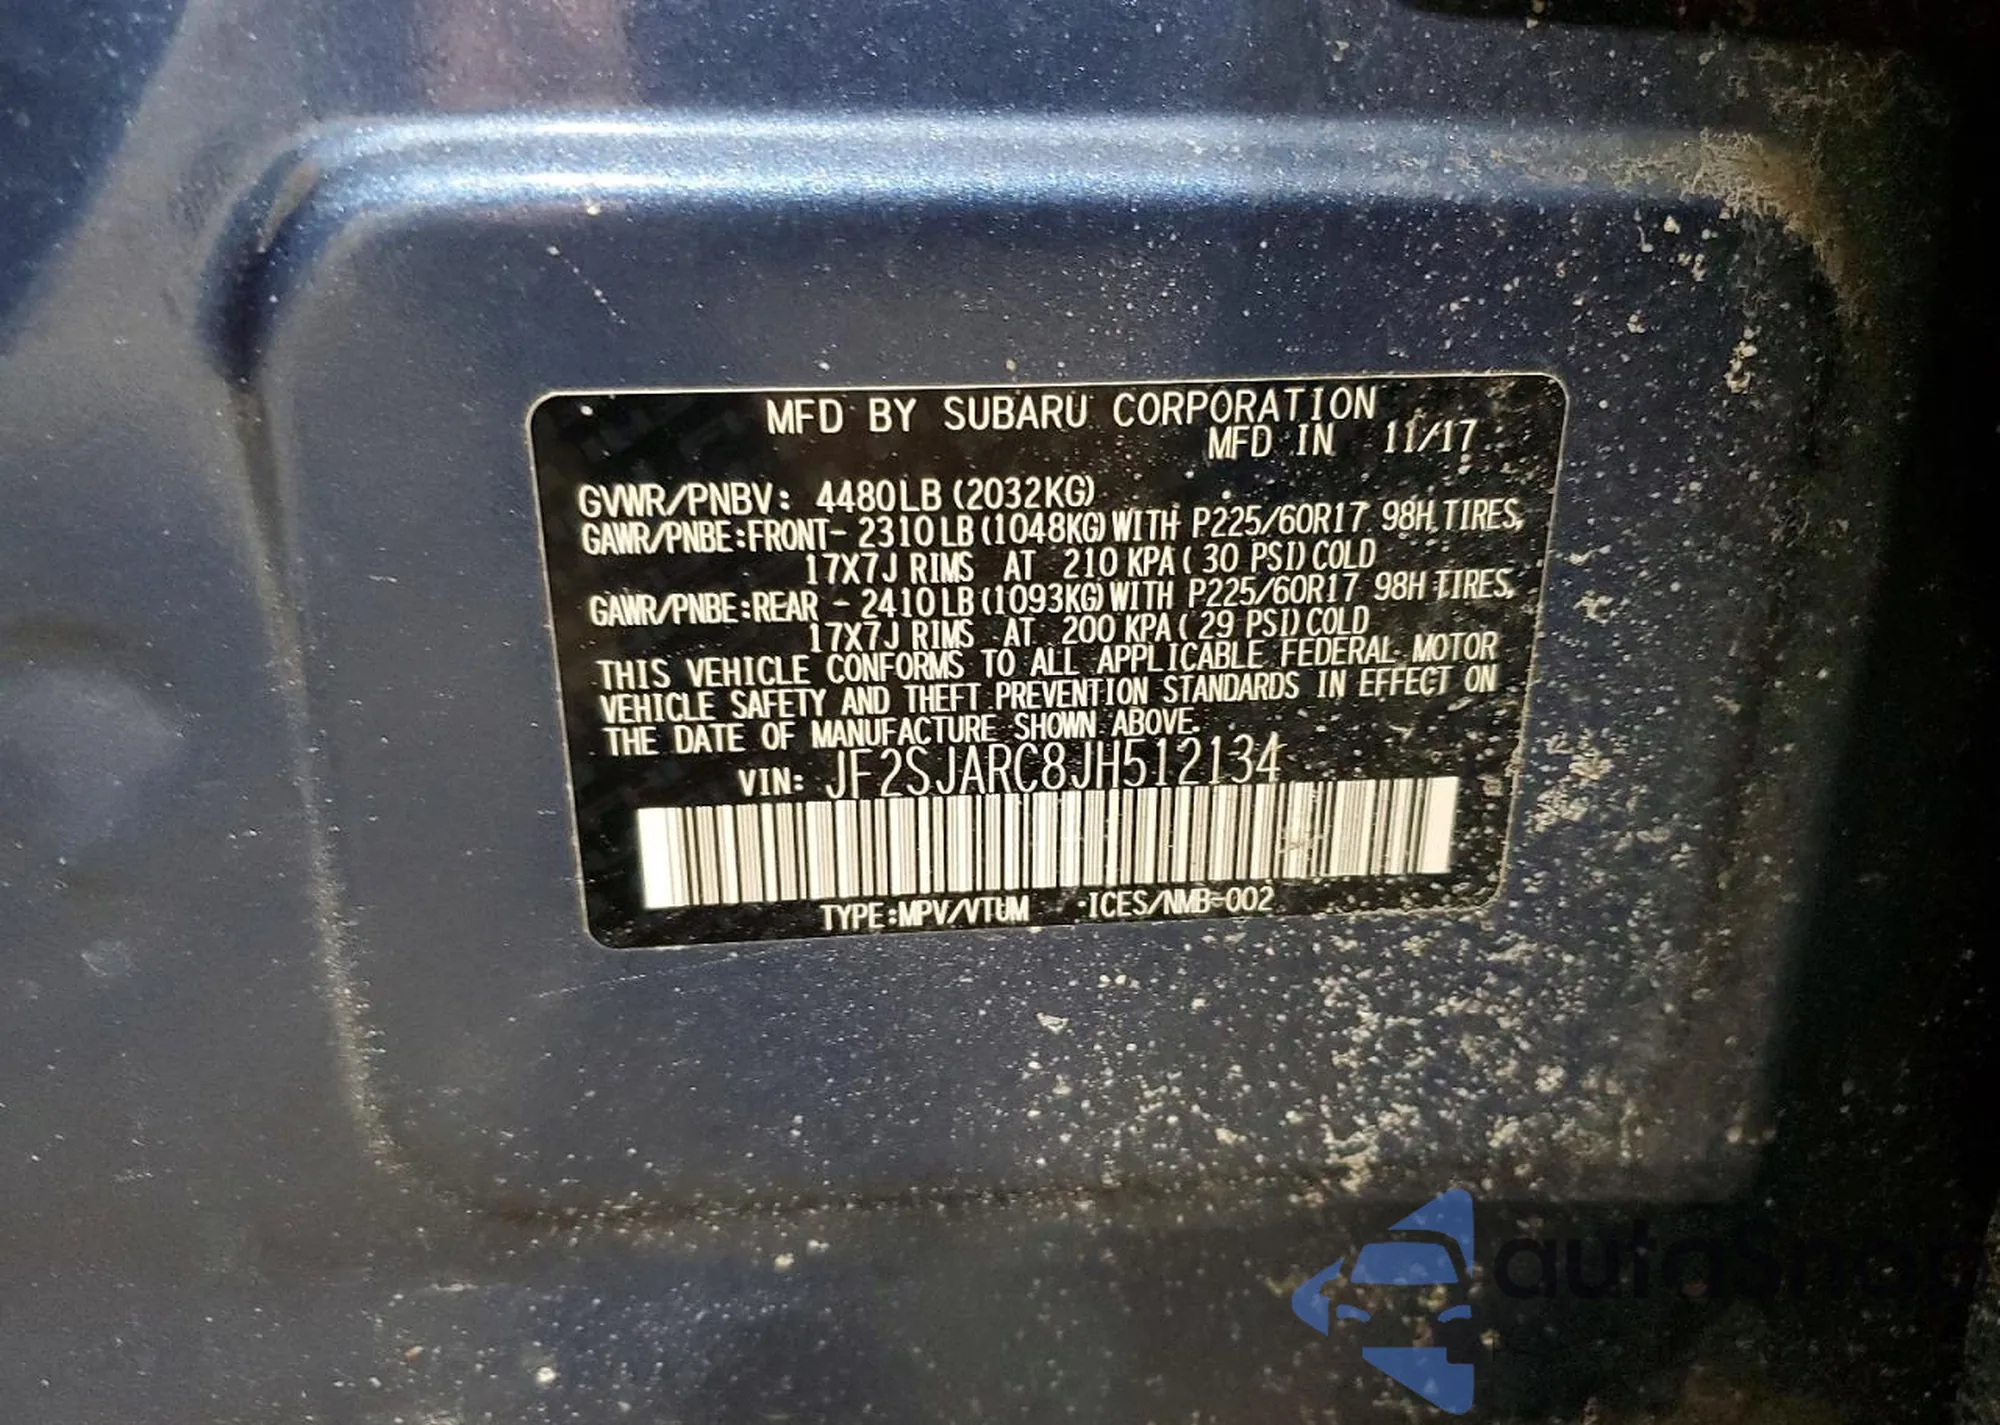 MFD BY SUBARU CORPORATION
MFD IN 11/17
GVWR/PNBV: 4480LB (2032KG)
GAWR/PNBE:FRONT- 2310LB (1048KG) WITH P225/60R17 98H TIRES,
17X7J RIMS AT 210 KPA ( 30 PSI) COLD
GAWR/PNBE:REAR - 2410LB (1093KG) WITH P225/60R17 98H TIRES,
17X7J RIMS AT 200 KPA ( 29 PSI) COLD
THIS VEHICLE CONFORMS TO ALL APPLICABLE FEDERAL MOTOR
VEHICLE SAFETY AND THEFT PREVENTION STANDARDS IN EFFECT ON
THE DATE OF MANUFACTURE SHOWN ABOVE.
VIN: JF2SJARC8JH512134
TYPE:MPV/VTUM ·ICES/NMB-002